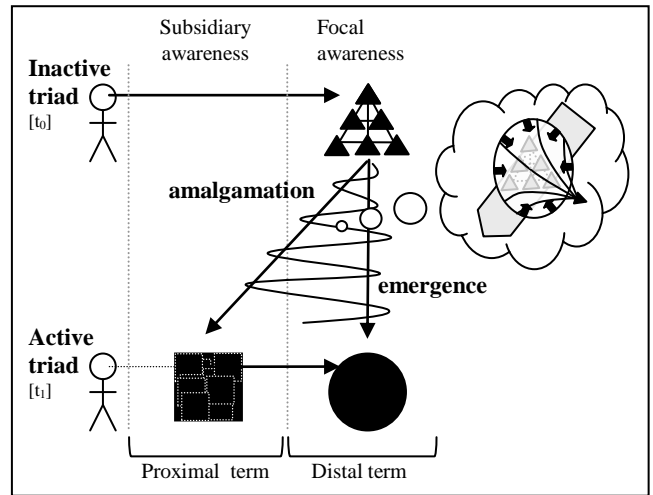 Subsidiary
awareness
Focal
awareness
Inactive
triad
[t₀]
amalgamation
emergence
Active
triad
[t₁]
Proximal term
Distal term